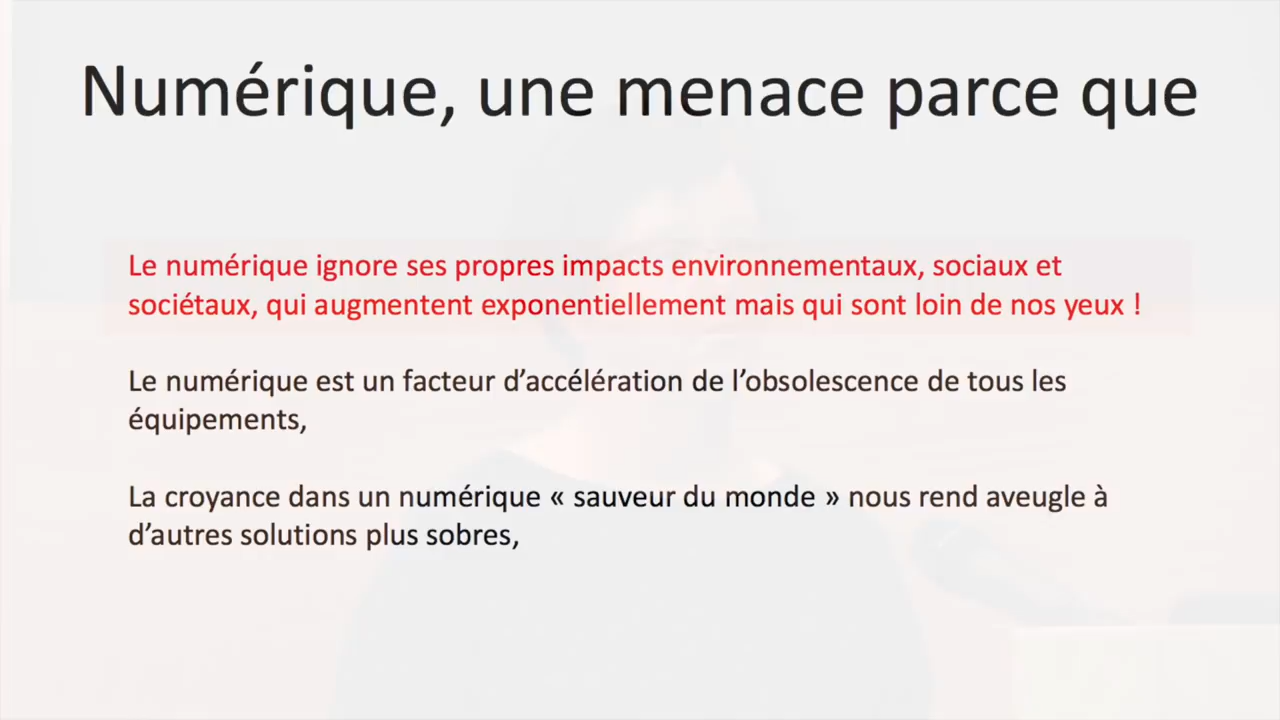 Numérique, une menace parce que
Le numérique ignore ses propres impacts environnementaux, sociaux et
sociétaux, qui augmentent exponentiellement mais qui sont loin de nos yeux !
Le numérique est un facteur d’accélération de l’obsolescence de tous les
équipements,
La croyance dans un numérique « sauveur du monde » nous rend aveugle à
d’autres solutions plus sobres,